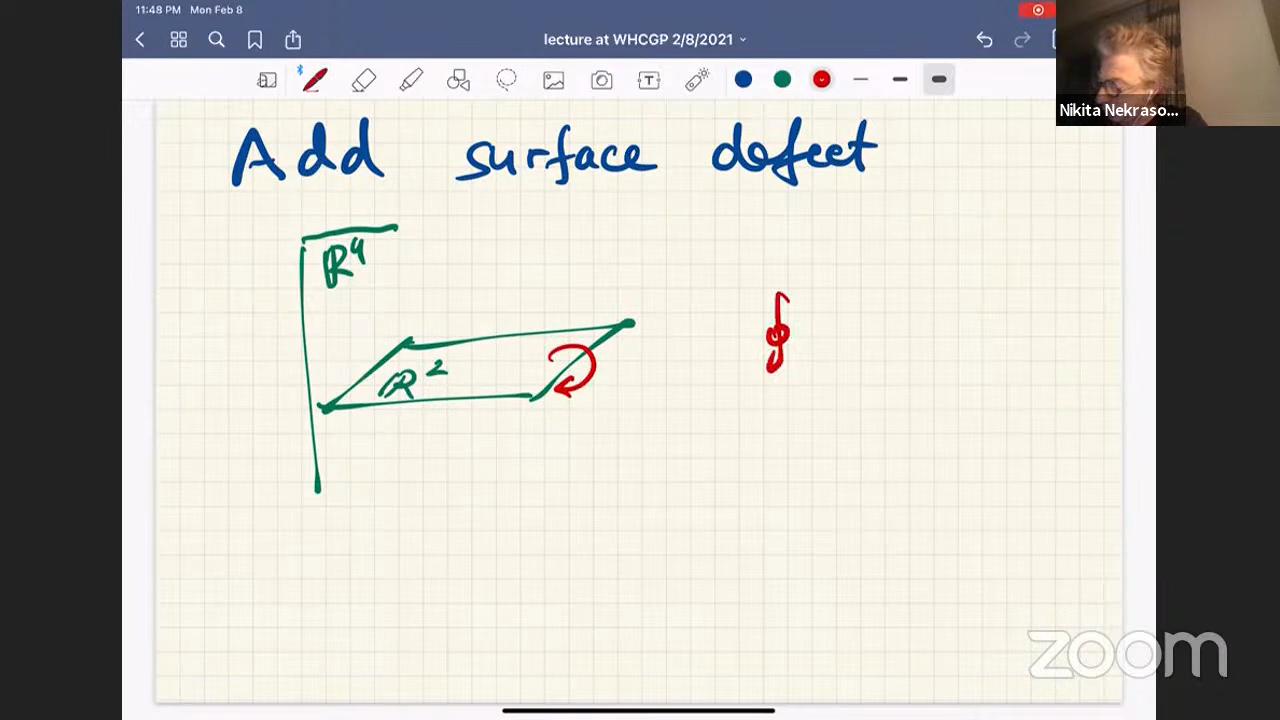 11:48 PM Mon Feb 8
lecture at WHCGP 2/8/2021
Nikita Nekraso...
Add surface defect
R⁴
R²
∮
zoom